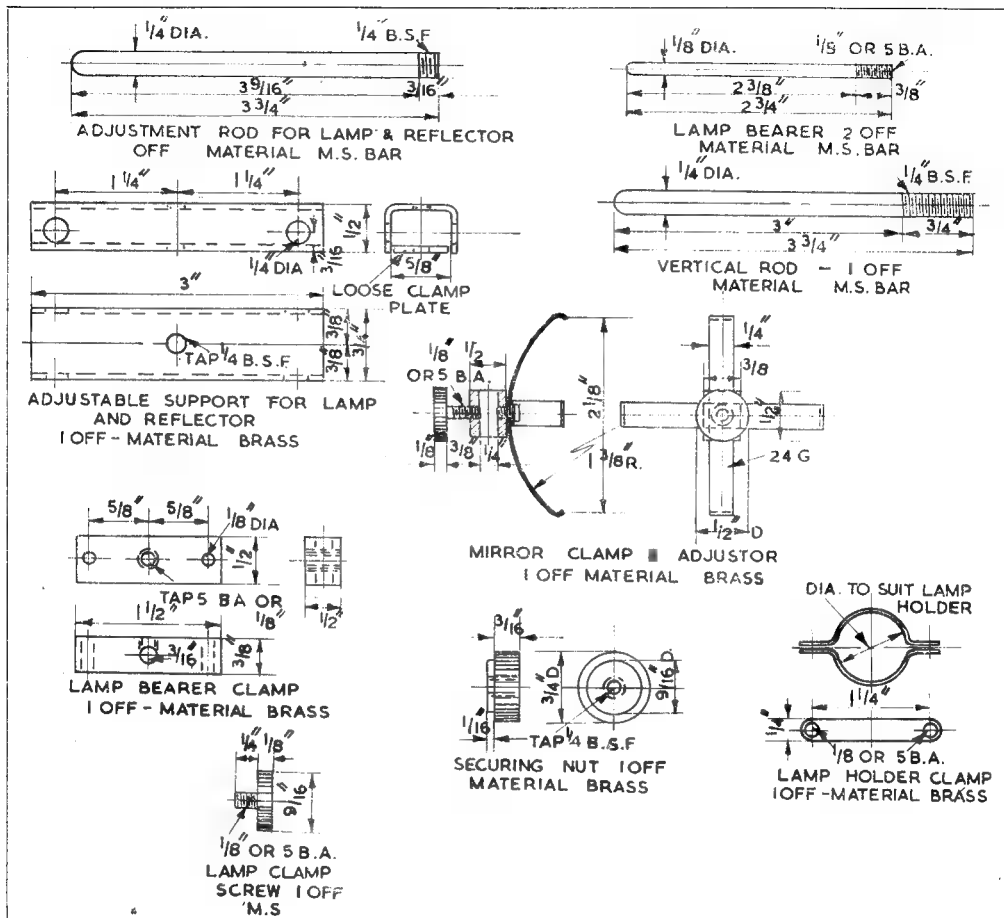 1/4" DIA.
1/4" B.S.F
3 9/16"
3/16"
3 3/4"
ADJUSTMENT ROD FOR LAMP & REFLECTOR
OFF MATERIAL M.S. BAR
1/8" DIA.
1/8" OR 5 B.A.
2 3/8"
3/8"
2 3/4"
LAMP BEARER 2 OFF
MATERIAL M.S. BAR
1/4" DIA.
1/4" B.S.F.
3"
3/4"
3 3/4"
VERTICAL ROD - 1 OFF
MATERIAL M.S. BAR
1 1/4"
1 1/4"
1/2"
3/16"
1/4" DIA
5/8"
LOOSE CLAMP
PLATE
3"
3/8"
3/8"
3/4"
TAP 1/4 B.S.F.
ADJUSTABLE SUPPORT FOR LAMP
AND REFLECTOR
1 OFF - MATERIAL BRASS
1/8"
OR 5 B.A.
1/2
2 1/8"
1/8"
3/8"
1/4"
1 3/8"R.
1/4"
3/8
1/2"
24 G
1/2" D
MIRROR CLAMP ADJUSTOR
1 OFF MATERIAL BRASS
5/8"
5/8"
1/8" DIA
1/2"
TAP 5 BA OR
1/8"
1/2"
1 1/2"
3/16"
3/8"
LAMP BEARER CLAMP
1 OFF - MATERIAL BRASS
3/16"
3/4 D.
9/16" D.
1/16"
TAP 1/4 B.S.F
SECURING NUT 1 OFF
MATERIAL BRASS
DIA. TO SUIT LAMP
HOLDER
1 1/4"
1/4"
1/8 OR 5 B.A.
LAMP HOLDER CLAMP
1 OFF - MATERIAL BRASS
1/4"
1/8"
9/16"
1/8" OR 5 B.A.
LAMP CLAMP
SCREW 1 OFF
M.S